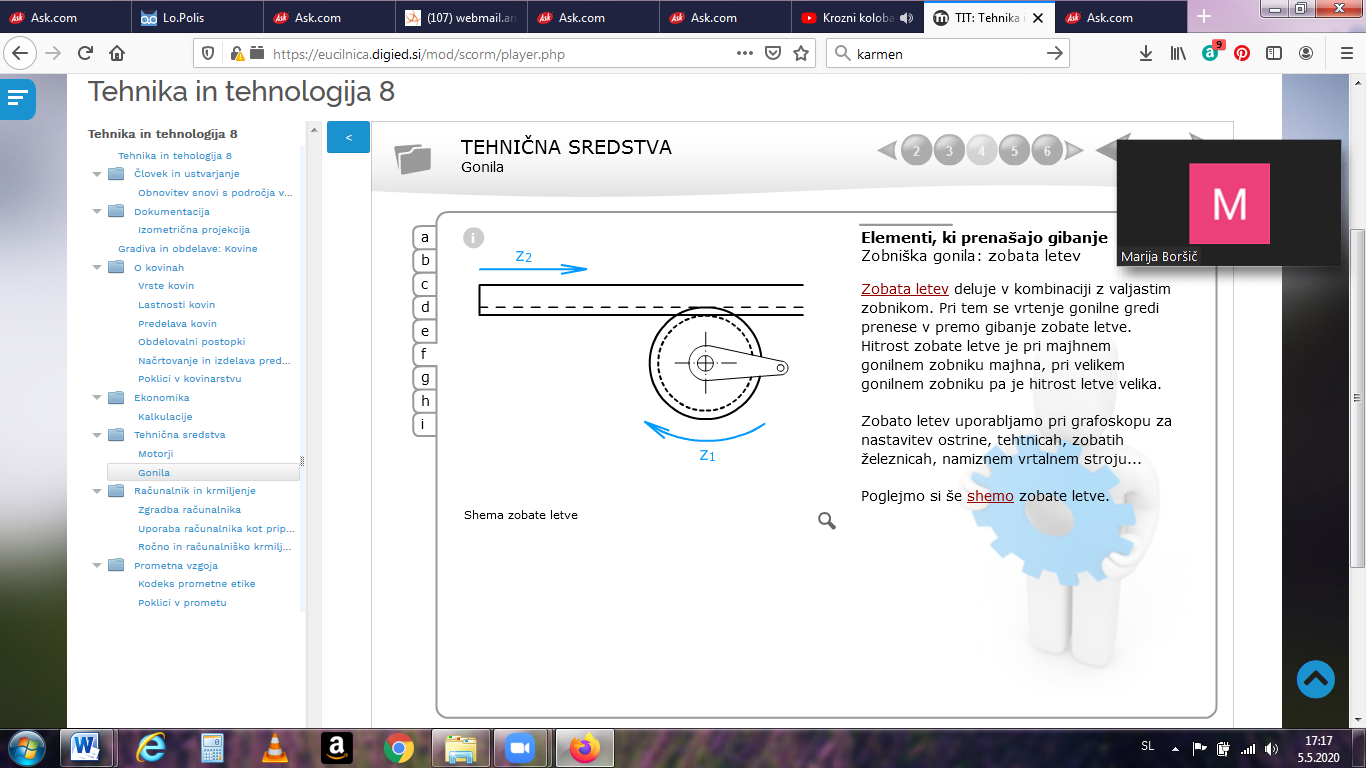 Ask.com
Lo.Polis
Ask.com
(107) webmail.arn
Ask.com
Ask.com
Krozni koloba
TIT: Tehnika i
Ask.com
https://eucilnica.digied.si/mod/scorm/player.php
karmen
9
Tehnika in tehnologija 8
Tehnika in tehnologija 8
Tehnika in tehologija 8
Človek in ustvarjanje
Obnovitev snovi s področja v...
Dokumentacija
Izometrična projekcija
Gradiva in obdelave: Kovine
O kovinah
Vrste kovin
Lastnosti kovin
Predelava kovin
Obdelovalni postopki
Načrtovanje in izdelava pred...
Poklici v kovinarstvu
Ekonomika
Kalkulacije
Tehnična sredstva
Motorji
Gonila
Računalnik in krmiljenje
Zgradba računalnika
Uporaba računalnika kot prip...
Ročno in računalniško krmilj...
Prometna vzgoja
Kodeks prometne etike
Poklici v prometu
<
TEHNIČNA SREDSTVA
Gonila
2 3 4 5 6
M
Marija Boršič
a
b
c
d
e
f
g
h
i
i
Z2
Z1
Shema zobate letve
Elementi, ki prenašajo gibanje
Zobniška gonila: zobata letev
Zobata letev deluje v kombinaciji z valjastim
zobnikom. Pri tem se vrtenje gonilne gredi
prenese v premo gibanje zobate letve.
Hitrost zobate letve je pri majhnem
gonilnem zobniku majhna, pri velikem
gonilnem zobniku pa je hitrost letve velika.
Zobato letev uporabljamo pri grafoskopu za
nastavitev ostrine, tehtnicah, zobatih
železnicah, namiznem vrtalnem stroju...
Poglejmo si še shemo zobate letve.
SL
17:17
5.5.2020